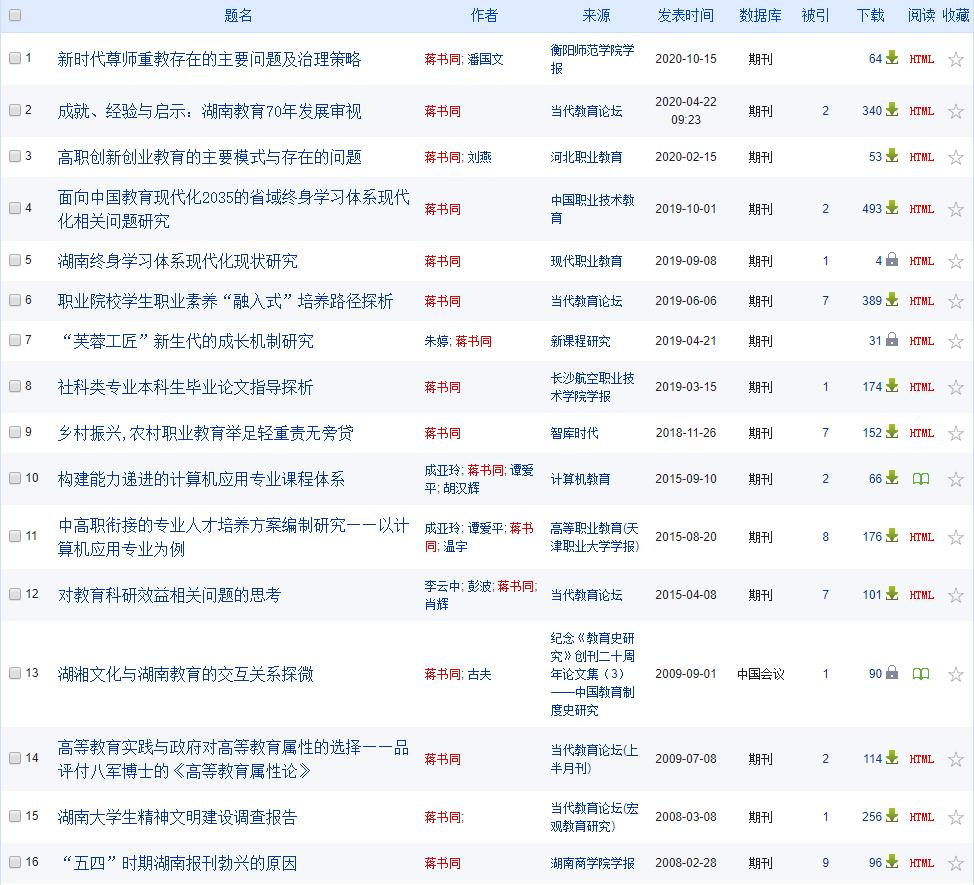 题名 作者 来源 发表时间 数据库 被引 下载 阅读 收藏
1 新时代尊师重教存在的主要问题及治理策略 蒋书同; 潘国文 衡阳师范学院学
报 2020-10-15 期刊 64 HTML
2 成就、经验与启示：湖南教育70年发展审视 蒋书同 当代教育论坛 2020-04-22
09:23 期刊 2 340 HTML
3 高职创新创业教育的主要模式与存在的问题 蒋书同; 刘燕 河北职业教育 2020-02-15 期刊 53 HTML
4 面向中国教育现代化2035的省域终身学习体系现代
化相关问题研究 蒋书同 中国职业技术教
育 2019-10-01 期刊 2 493 HTML
5 湖南终身学习体系现代化现状研究 蒋书同 现代职业教育 2019-09-08 期刊 1 4 HTML
6 职业院校学生职业素养“融入式”培养路径探析 蒋书同 当代教育论坛 2019-06-06 期刊 7 389 HTML
7 “芙蓉工匠”新生代的成长机制研究 朱婷; 蒋书同 新课程研究 2019-04-21 期刊 31 HTML
8 社科类专业本科生毕业论文指导探析 蒋书同 长沙航空职业技
术学院学报 2019-03-15 期刊 1 174 HTML
9 乡村振兴,农村职业教育举足轻重责无旁贷 蒋书同 智库时代 2018-11-26 期刊 7 152 HTML
10 构建能力递进的计算机应用专业课程体系 成亚玲; 蒋书同; 谭爱
平; 胡汉辉 计算机教育 2015-09-10 期刊 2 66
11 中高职衔接的专业人才培养方案编制研究——以计
算机应用专业为例 成亚玲; 谭爱平; 蒋书
同; 温宇 高等职业教育(天
津职业大学学报) 2015-08-20 期刊 8 176 HTML
12 对教育科研效益相关问题的思考 李云中; 彭波; 蒋书同;
肖辉 当代教育论坛 2015-04-08 期刊 7 101 HTML
13 湖湘文化与湖南教育的交互关系探微 蒋书同; 古夫 纪念《教育史研
究》创刊二十周
年论文集（3）
——中国教育制
度史研究 2009-09-01 中国会议 1 90
14 高等教育实践与政府对高等教育属性的选择——品
评付八军博士的《高等教育属性论》 蒋书同 当代教育论坛(上
半月刊) 2009-07-08 期刊 2 114 HTML
15 湖南大学生精神文明建设调查报告 蒋书同; 当代教育论坛(宏
观教育研究) 2008-03-08 期刊 1 256 HTML
16 “五四”时期湖南报刊勃兴的原因 蒋书同 湖南商学院学报 2008-02-28 期刊 9 96 HTML